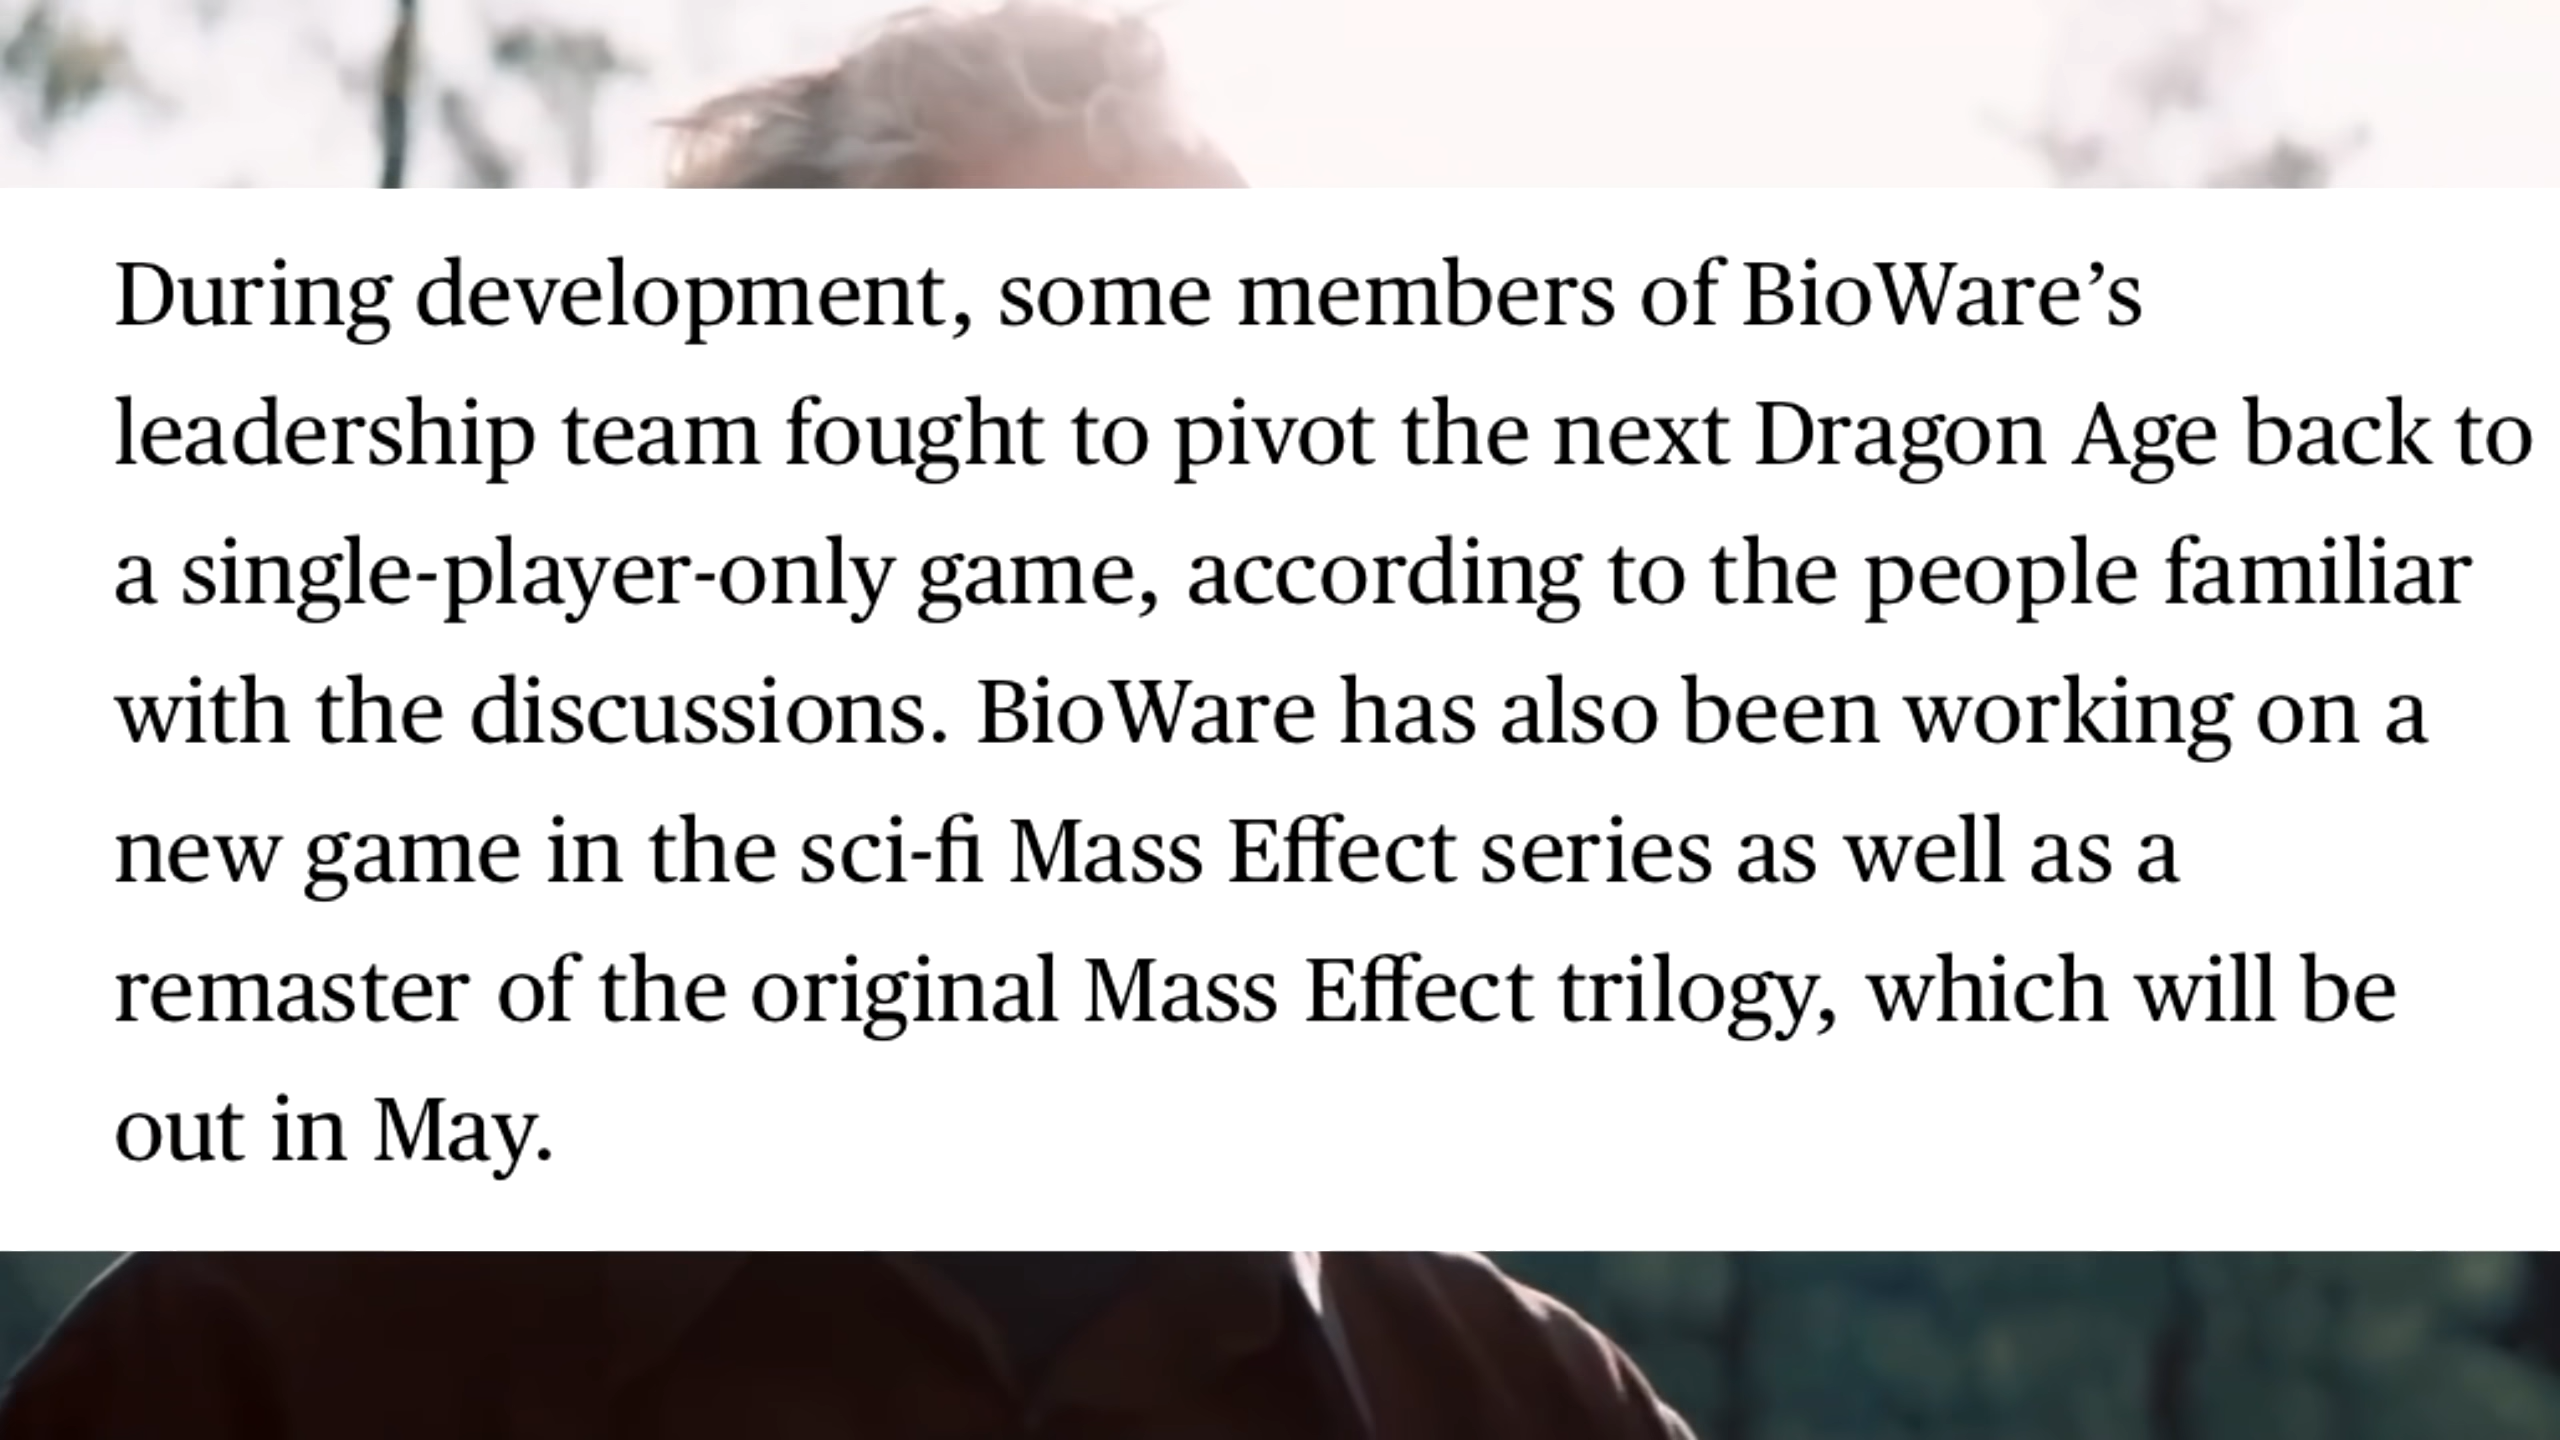 During development, some members of BioWare’s
leadership team fought to pivot the next Dragon Age back to
a single-player-only game, according to the people familiar
with the discussions. BioWare has also been working on a
new game in the sci-fi Mass Effect series as well as a
remaster of the original Mass Effect trilogy, which will be
out in May.